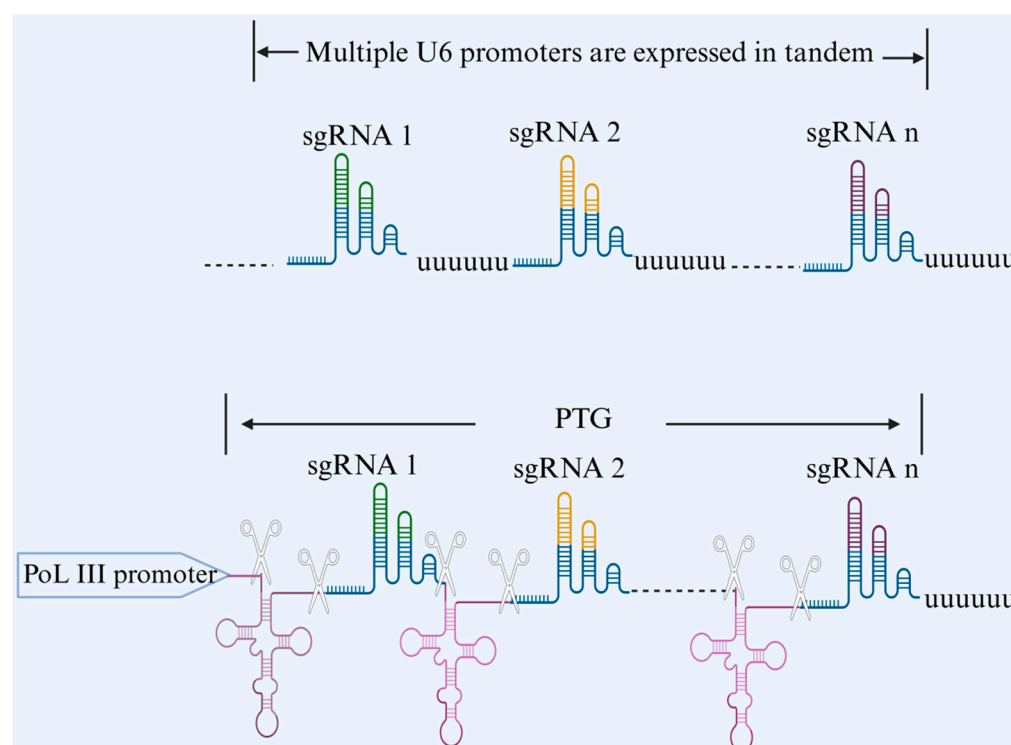 Multiple U6 promoters are expressed in tandem
sgRNA 1 sgRNA 2 sgRNA n
uuuuuu uuuuuu uuuuuu
PTG
sgRNA 1 sgRNA 2 sgRNA n
PoL III promoter
uuuuuu